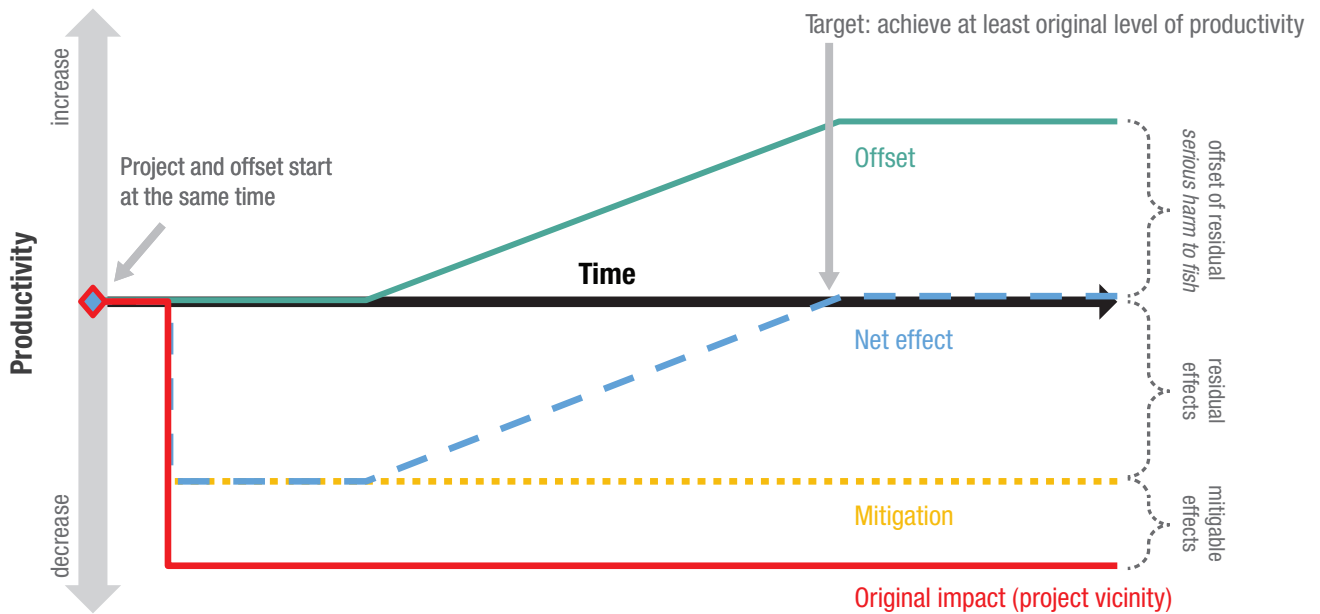 Target: achieve at least original level of productivity
increase
Project and offset start
at the same time
Offset
offset of residual
serious harm to fish
Productivity
Time
Net effect
residual
effects
decrease
Mitigation
mitigable
effects
Original impact (project vicinity)